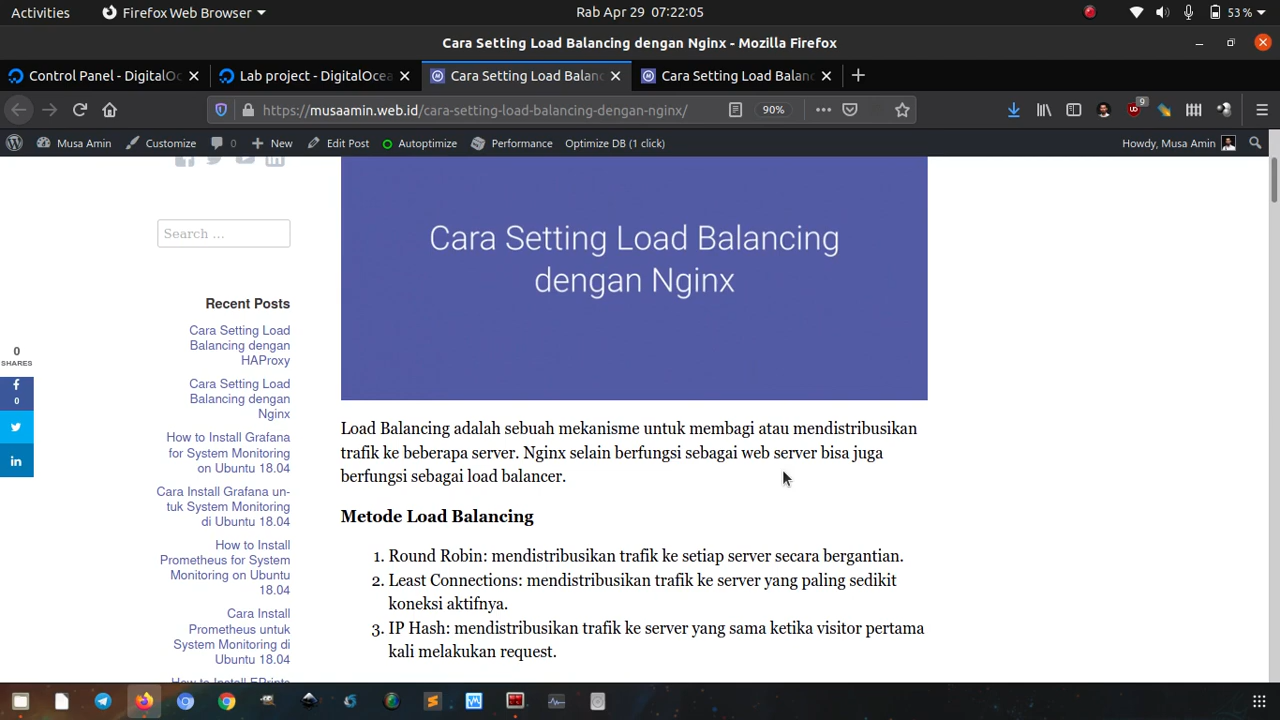 Activities
Firefox Web Browser
Rab Apr 29 07:22:05
53 %
Cara Setting Load Balancing dengan Nginx - Mozilla Firefox
Control Panel - DigitalOc
Lab project - DigitalOcea
Cara Setting Load Balanc
Cara Setting Load Balanc
https://musaamin.web.id/cara-setting-load-balancing-dengan-nginx/
90%
9
Musa Amin
Customize
0
New
Edit Post
Autoptimize
Performance
Optimize DB (1 click)
Howdy, Musa Amin
Search …
Recent Posts
Cara Setting Load
Balancing dengan
HAProxy
Cara Setting Load
Balancing dengan
Nginx
How to Install Grafana
for System Monitoring
on Ubuntu 18.04
Cara Install Grafana un-
tuk System Monitoring
di Ubuntu 18.04
How to Install
Prometheus for System
Monitoring on Ubuntu
18.04
Cara Install
Prometheus untuk
System Monitoring di
Ubuntu 18.04
How to Install EPrints
0
SHARES
0
Cara Setting Load Balancing
dengan Nginx
Load Balancing adalah sebuah mekanisme untuk membagi atau mendistribusikan
trafik ke beberapa server. Nginx selain berfungsi sebagai web server bisa juga
berfungsi sebagai load balancer.
Metode Load Balancing
1. Round Robin: mendistribusikan trafik ke setiap server secara bergantian.
2. Least Connections: mendistribusikan trafik ke server yang paling sedikit
koneksi aktifnya.
3. IP Hash: mendistribusikan trafik ke server yang sama ketika visitor pertama
kali melakukan request.